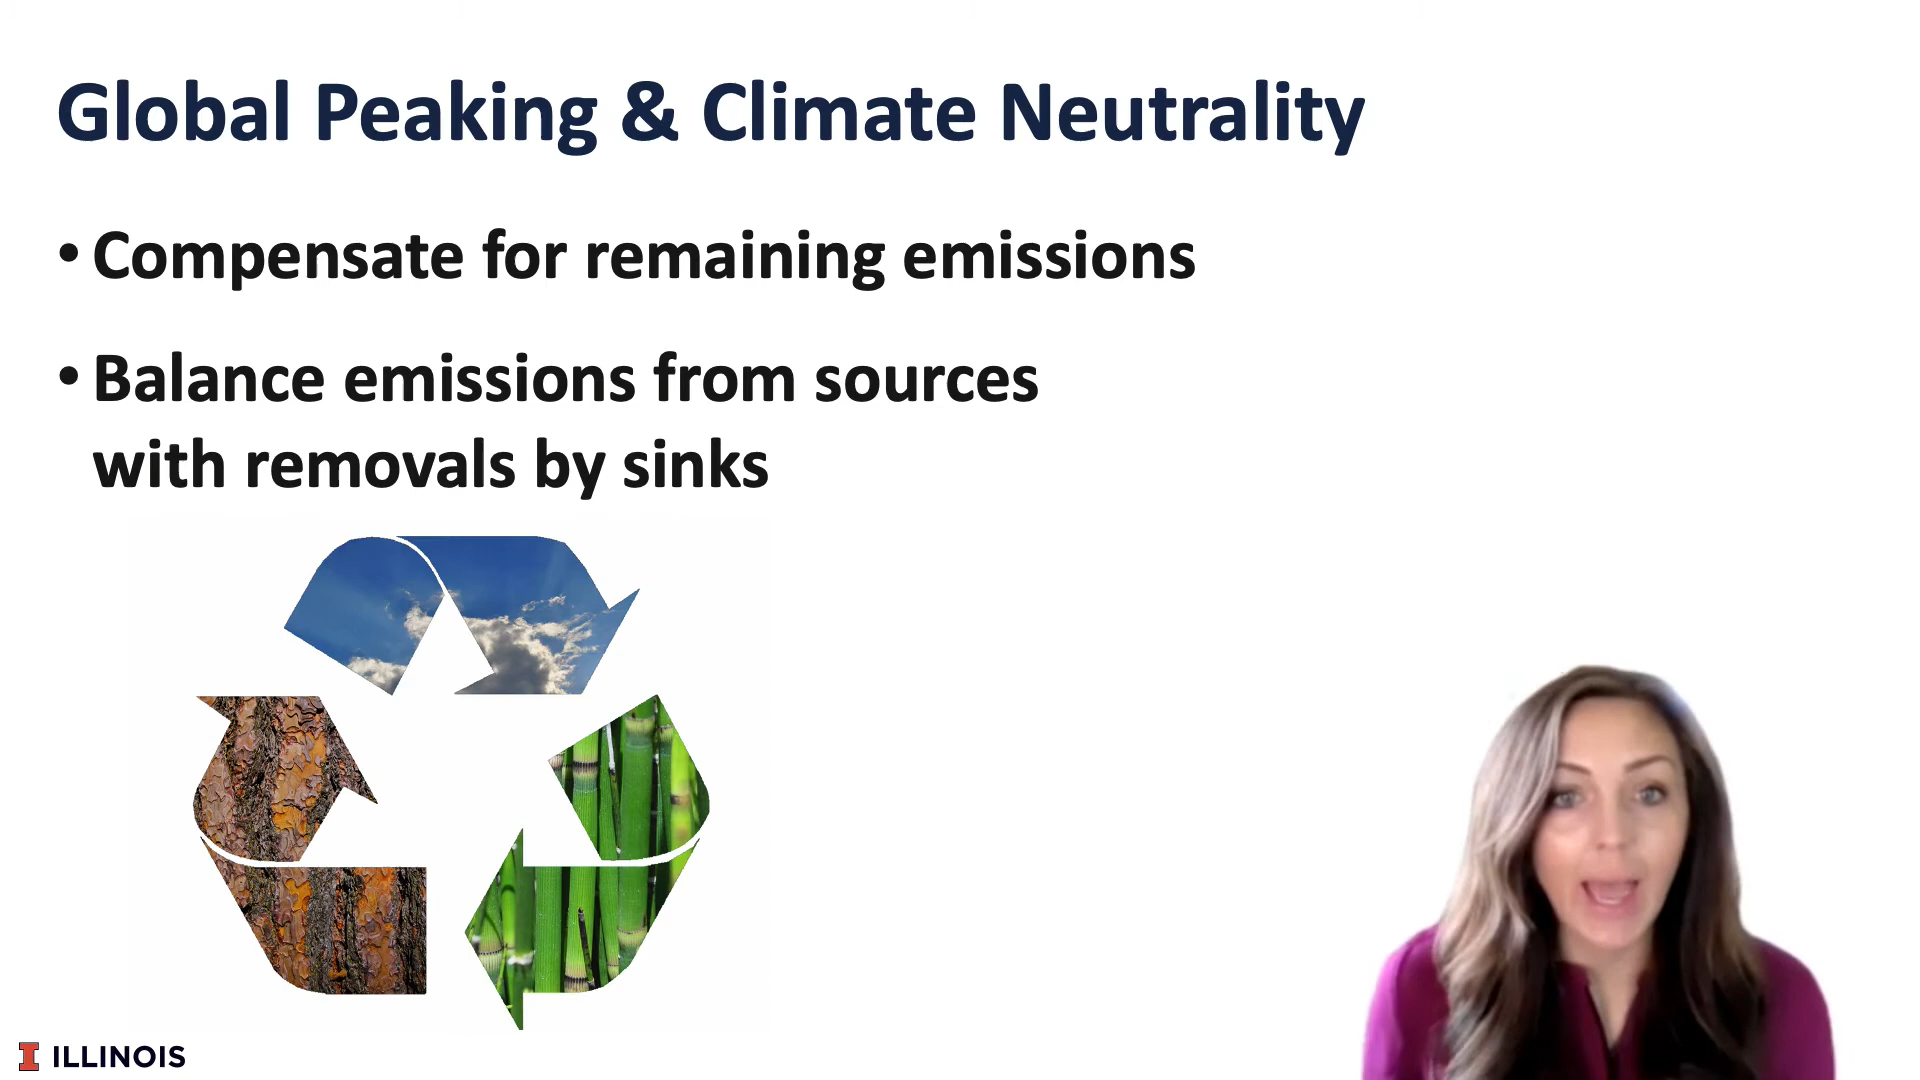 Global Peaking & Climate Neutrality
• Compensate for remaining emissions
• Balance emissions from sources
with removals by sinks
ILLINOIS